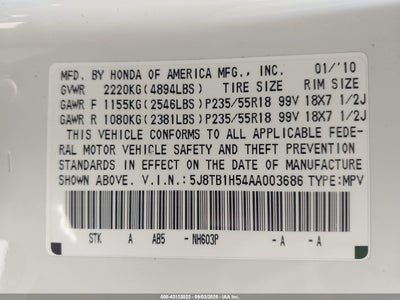 MFD. BY HONDA OF AMERICA MFG., INC. 01/'10
GVWR 2220KG(4894LBS) TIRE SIZE RIM SIZE
GAWR F 1155KG(2546LBS)P235/55R18 99V 18X7 1/2J
GAWR R 1080KG(2381LBS)P235/55R18 99V 18X7 1/2J
THIS VEHICLE CONFORMS TO ALL APPLICABLE FEDE-
RAL MOTOR VEHICLE SAFETY AND THEFT PREVENTION
STANDARDS IN EFFECT ON THE DATE OF MANUFACTURE
SHOWN ABOVE. V.I.N.:5J8TB1H54AA003686 TYPE:MPV
STK A AB5 -NH603P -A -A
600-43133023 - 09/03/2025 - IAA, Inc.